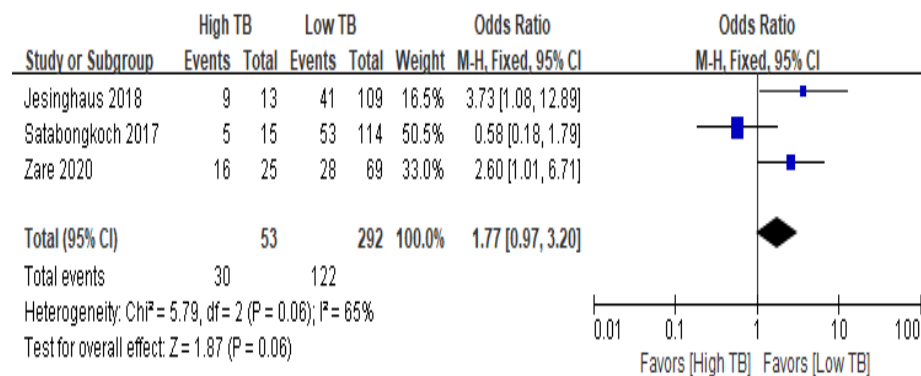 High TB Low TB Odds Ratio Odds Ratio
Study or Subgroup Events Total Events Total Weight M-H, Fixed, 95% CI M-H, Fixed, 95% CI
Jesinghaus 2018 9 13 41 109 16.5% 3.73 [1.08, 12.89]
Satabongkoch 2017 5 15 53 114 50.5% 0.58 [0.18, 1.79]
Zare 2020 16 25 28 69 33.0% 2.60 [1.01, 6.71]
Total (95% CI) 53 292 100.0% 1.77 [0.97, 3.20]
Total events 30 122
Heterogeneity: Chi² = 5.79, df = 2 (P = 0.06); I² = 65%
Test for overall effect: Z = 1.87 (P = 0.06)
0.01 0.1 1 10 100
Favors [High TB] Favors [Low TB]